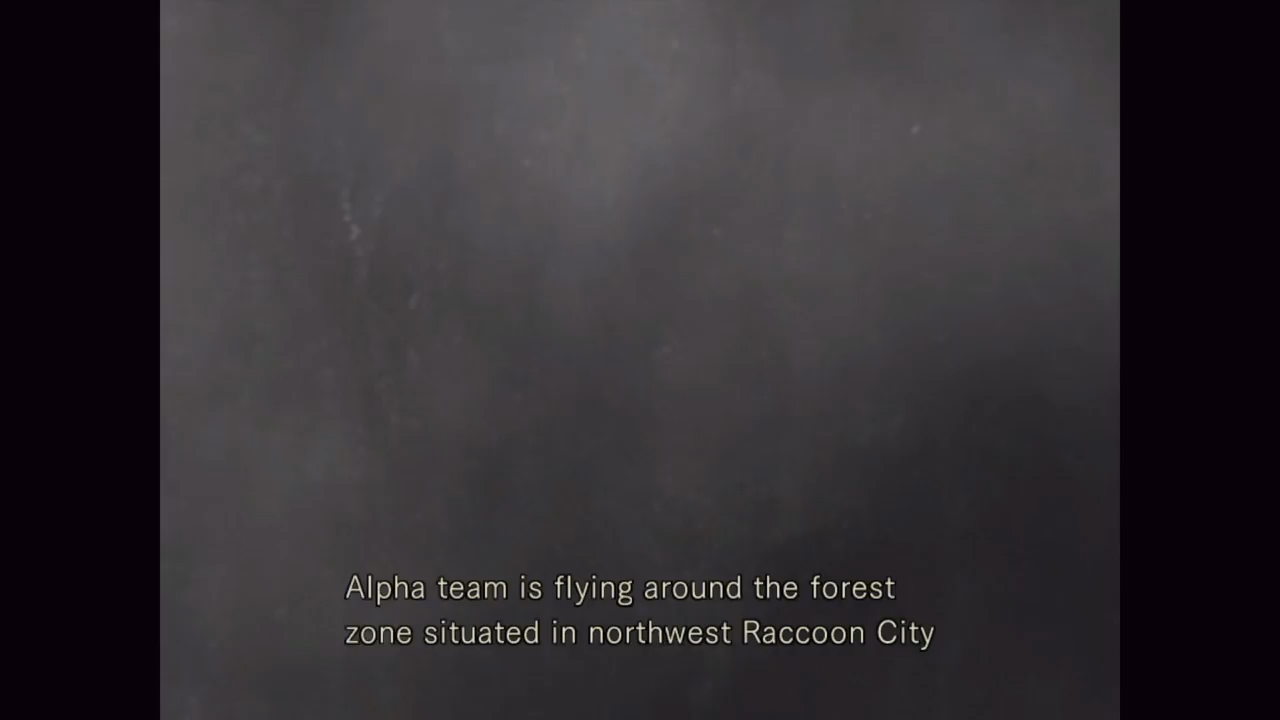 Alpha team is flying around the forest
zone situated in northwest Raccoon City